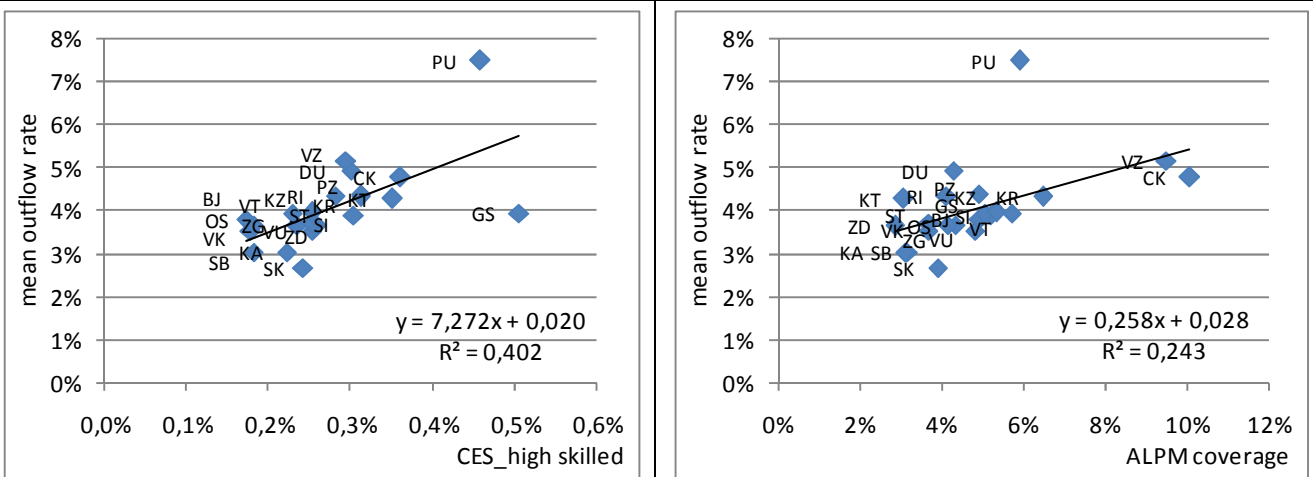 8%
7%
6%
5%
4%
3%
2%
1%
0%
mean outflow rate
PU
VZ
DU
CK
PZ
BJ
VT
KZ
RI
KR
KT
GS
OS
ST
ZG
VU
SI
VK
ZD
KA
SB
SK
y = 7,272x + 0,020
R² = 0,402
0,0% 0,1% 0,2% 0,3% 0,4% 0,5% 0,6%
CES_high skilled
8%
7%
6%
5%
4%
3%
2%
1%
0%
mean outflow rate
PU
VZ
DU
CK
PZ
KT
RI
KZ
KR
GS
ST
BJ
SI
ZD
VK
OS
VT
ZG
VU
KA
SB
SK
y = 0,258x + 0,028
R² = 0,243
0% 2% 4% 6% 8% 10% 12%
ALPM coverage